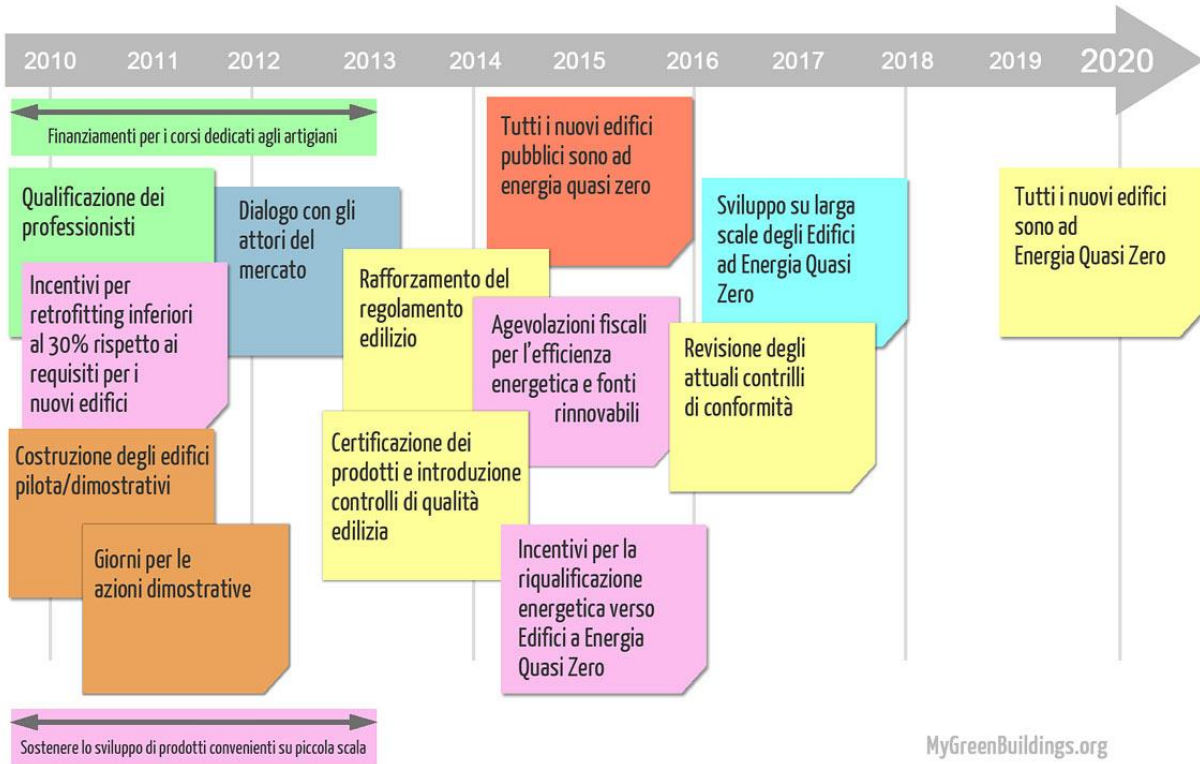 2010 2011 2012 2013 2014 2015 2016 2017 2018 2019 2020
Finanziamenti per i corsi dedicati agli artigiani
Qualificazione dei
professionisti
Incentivi per
retrofitting inferiori
al 30% rispetto ai
requisiti per i
nuovi edifici
Costruzione degli edifici
pilota/dimostrativi
Giorni per le
azioni dimostrative
Sostenere lo sviluppo di prodotti convenienti su piccola scala
Dialogo con gli
attori del
mercato
Rafforzamento del
regolamento
edilizio
Certificazione dei
prodotti e introduzione
controlli di qualità
edilizia
Tutti i nuovi edifici
pubblici sono ad
energia quasi zero
Agevolazioni fiscali
per l'efficienza
energetica e fonti
rinnovabili
Incentivi per la
riqualificazione
energetica verso
Edifici a Energia
Quasi Zero
Sviluppo su larga
scale degli Edifici
ad Energia Quasi
Zero
Revisione degli
attuali contrilli
di conformità
Tutti i nuovi edifici
sono ad
Energia Quasi Zero
MyGreenBuildings.org